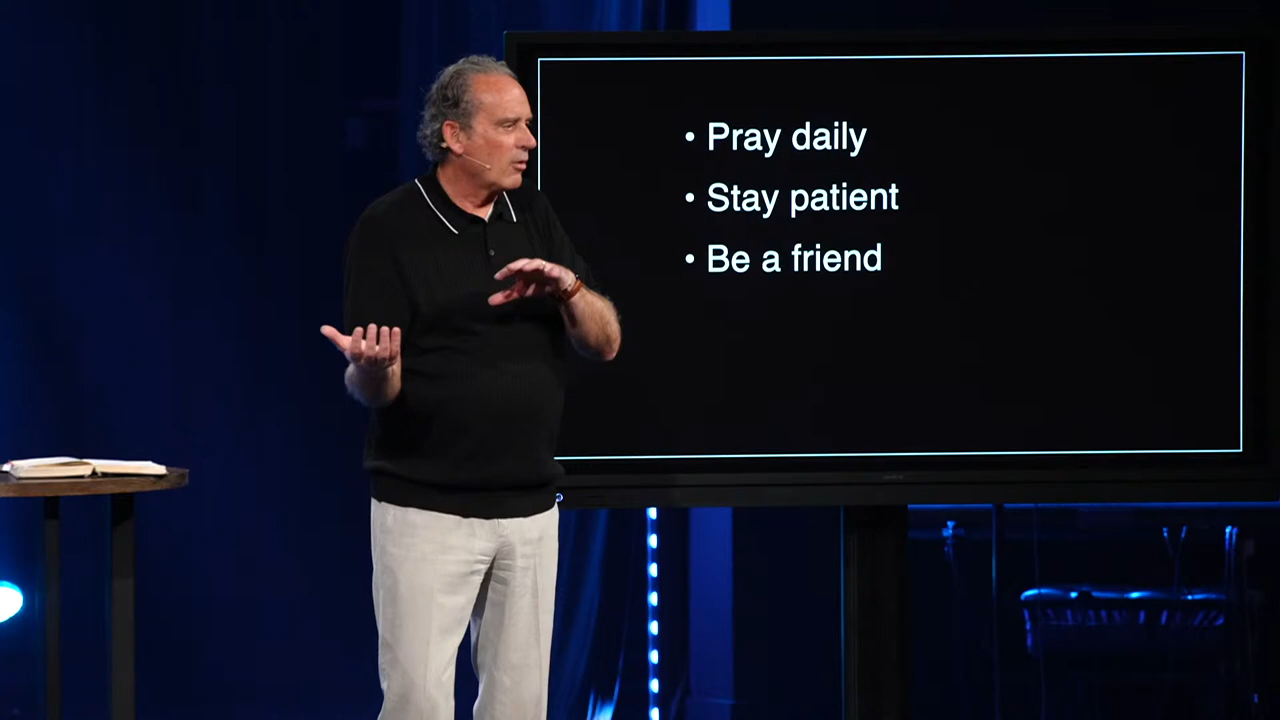 • Pray daily
• Stay patient
• Be a friend